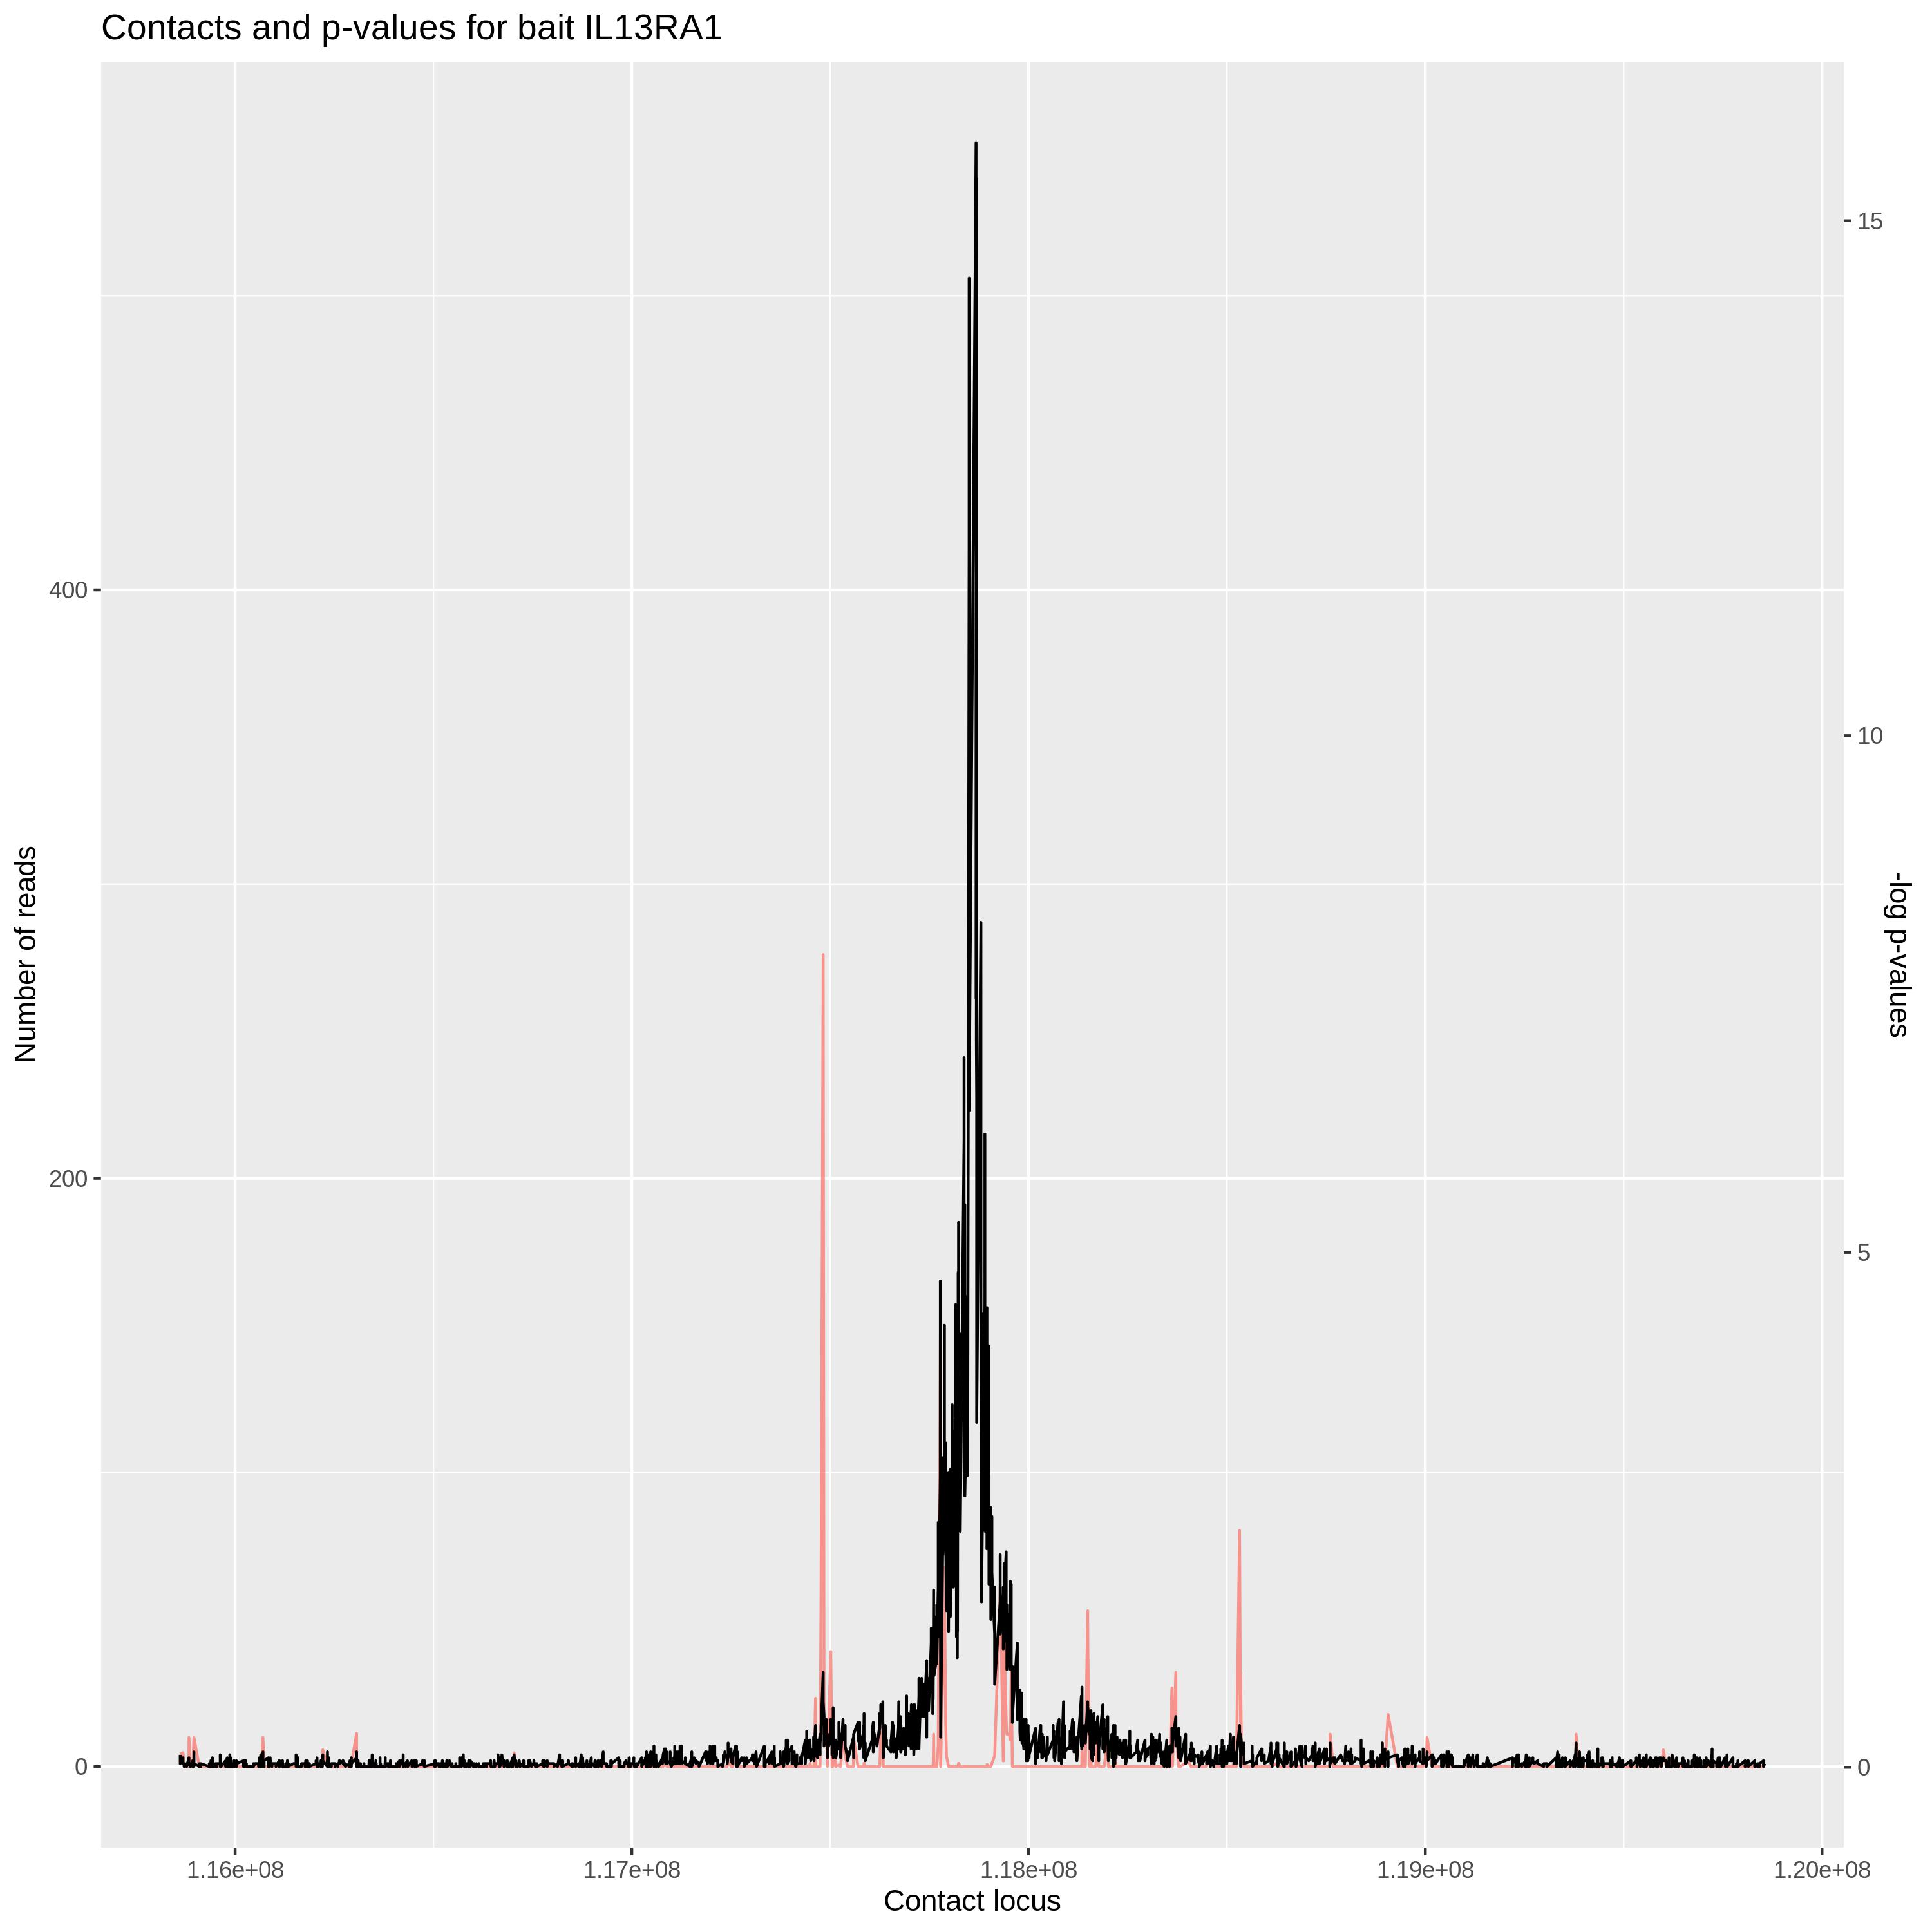 Contacts and p-values for bait IL13RA1
Number of reads
400
200
0
15
10
5
0
-log p-values
1.16e+08
1.17e+08
1.18e+08
1.19e+08
1.20e+08
Contact locus